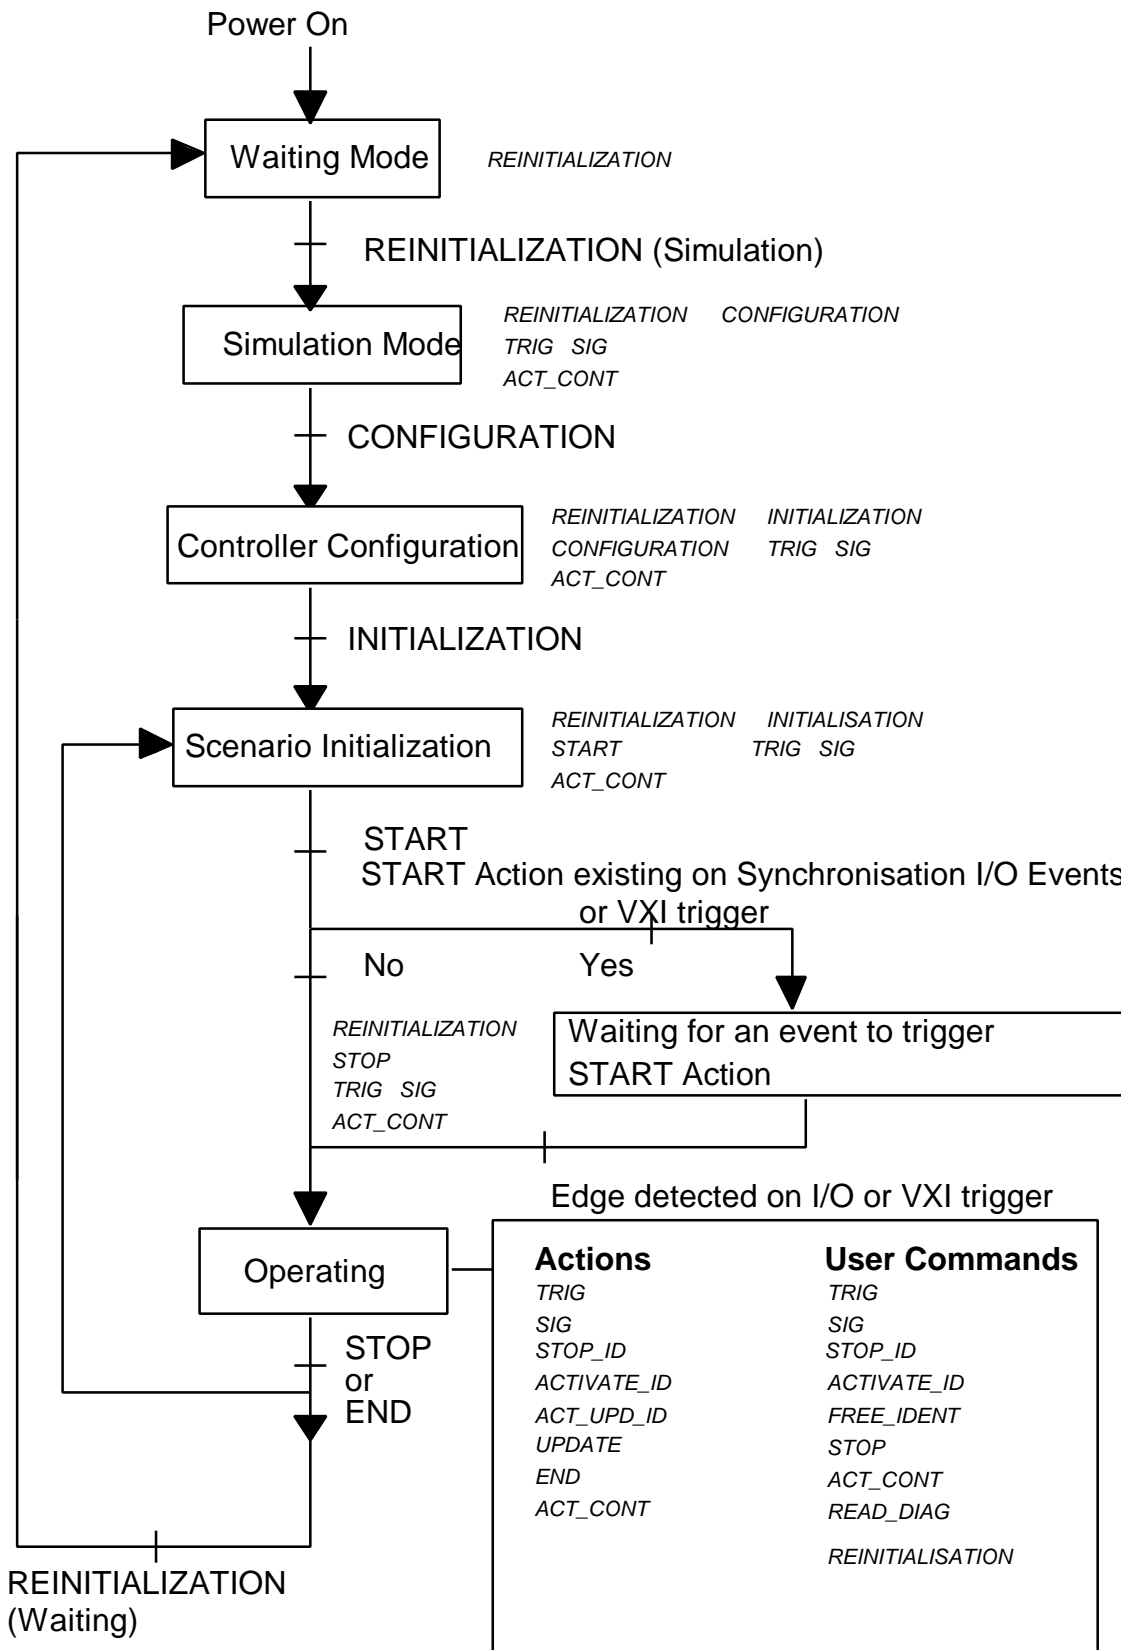 Power On
Waiting Mode
REINITIALIZATION
REINITIALIZATION (Simulation)
Simulation Mode
REINITIALIZATION CONFIGURATION
TRIG SIG
ACT_CONT
CONFIGURATION
Controller Configuration
REINITIALIZATION INITIALIZATION
CONFIGURATION TRIG SIG
ACT_CONT
INITIALIZATION
Scenario Initialization
REINITIALIZATION INITIALISATION
START TRIG SIG
ACT_CONT
START
START Action existing on Synchronisation I/O Events
or VXI trigger
No Yes
REINITIALIZATION
STOP
TRIG SIG
ACT_CONT
Waiting for an event to trigger
START Action
Edge detected on I/O or VXI trigger
Operating
STOP
or
END
Actions
TRIG
SIG
STOP_ID
ACTIVATE_ID
ACT_UPD_ID
UPDATE
END
ACT_CONT
User Commands
TRIG
SIG
STOP_ID
ACTIVATE_ID
FREE_IDENT
STOP
ACT_CONT
READ_DIAG
REINITIALISATION
REINITIALIZATION
(Waiting)